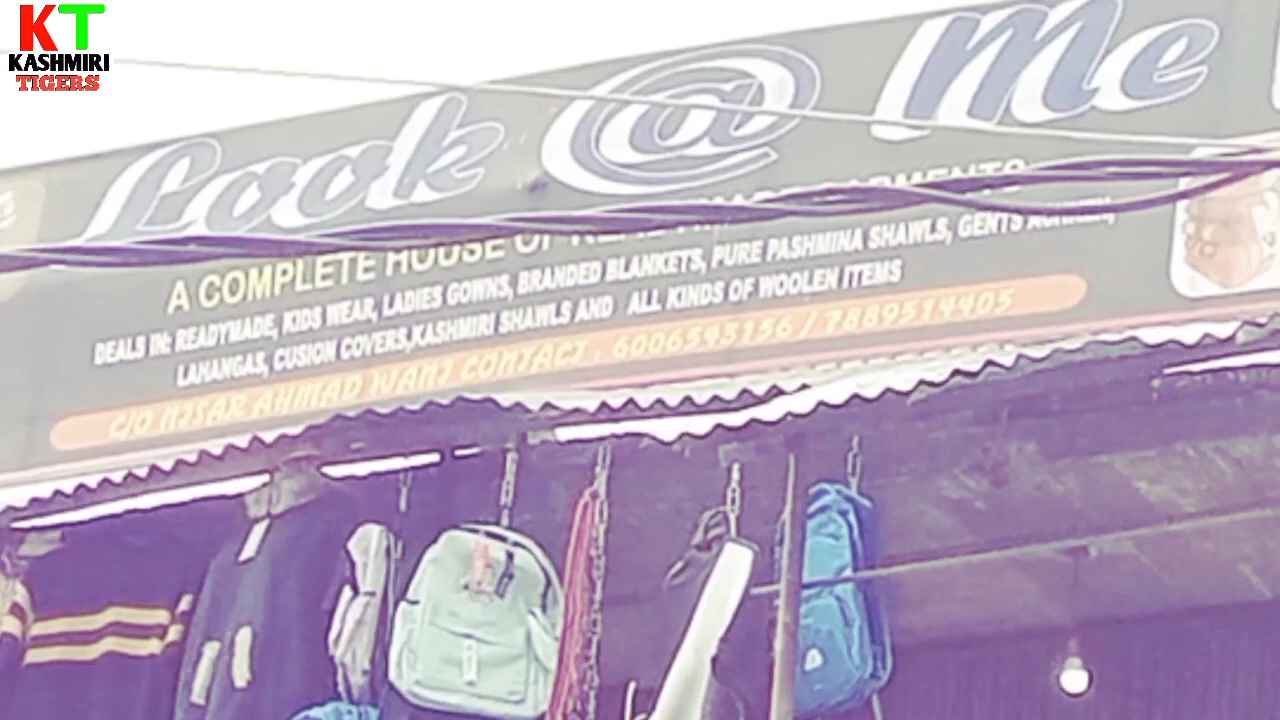 KT
KASHMIRI
TIGERS
Look @ Me
A COMPLETE HOUSE OF
DEALS IN: READYMADE, KIDS WEAR, LADIES GOWNS, BRANDED BLANKETS, PURE PASHMINA SHAWLS, GENTS
LAHANGAS, CUSION COVERS,KASHMIRI SHAWLS AND ALL KINDS OF WOOLEN ITEMS
C/O NISAR AHMAD WANI CONTACT : 6006593156 / 7889514405